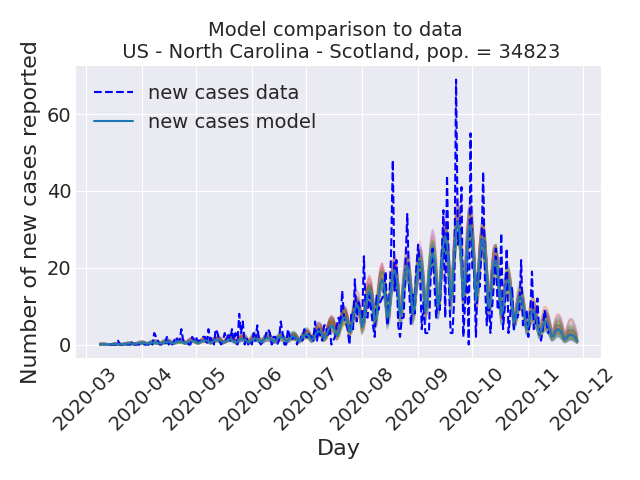 Model comparison to data
US - North Carolina - Scotland, pop. = 34823
Number of new cases reported
60
40
20
0
new cases data
new cases model
2020-03
2020-04
2020-05
2020-06
2020-07
2020-08
2020-09
2020-10
2020-11
2020-12
Day